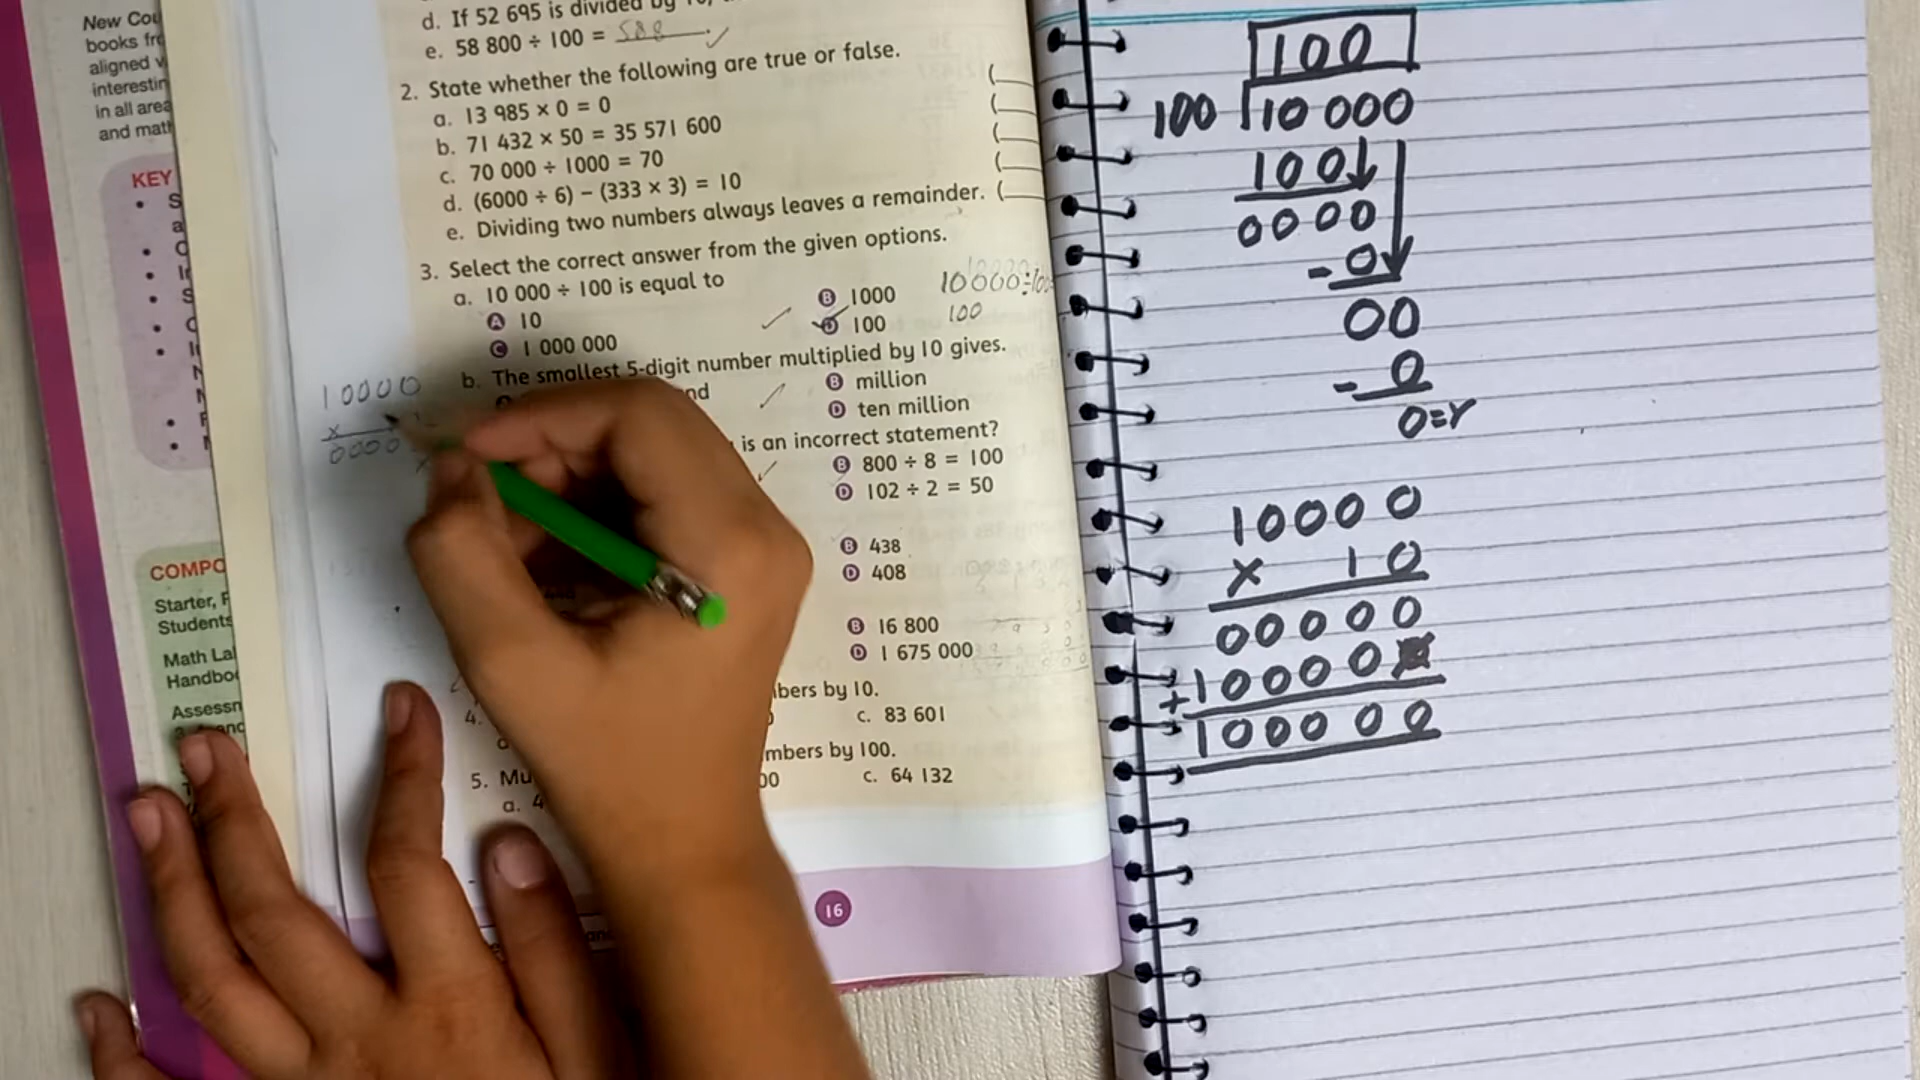 New Cou
books fr
aligned w
interestin
in all area
and math
KEY
COMPO
Starter, F
Students
Math La
Handbo
Assessn
d. If 52 695 is divided by
e. 58 800 ÷ 100 = 588
2. State whether the following are true or false.
a. 13 985 × 0 = 0
b. 71 432 × 50 = 35 571 600
c. 70 000 ÷ 1000 = 70
d. (6000 ÷ 6) – (333 × 3) = 10
e. Dividing two numbers always leaves a remainder.
3. Select the correct answer from the given options.
a. 10 000 ÷ 100 is equal to
A 10
B 1000
C 1 000 000
D 100
10000÷100
100
b. The smallest 5-digit number multiplied by 10 gives.
B million
D ten million
is an incorrect statement?
B 800 ÷ 8 = 100
D 102 ÷ 2 = 50
B 438
D 408
B 16 800
D 1 675 000
4.
bers by 10.
c. 83 601
5. Mu
mbers by 100.
a. 4
00
c. 64 132
16
10000
×
0000
100
100 10 000
100
0000
-0
00
-0
0=r
10000
× 10
00000
+10000
100000